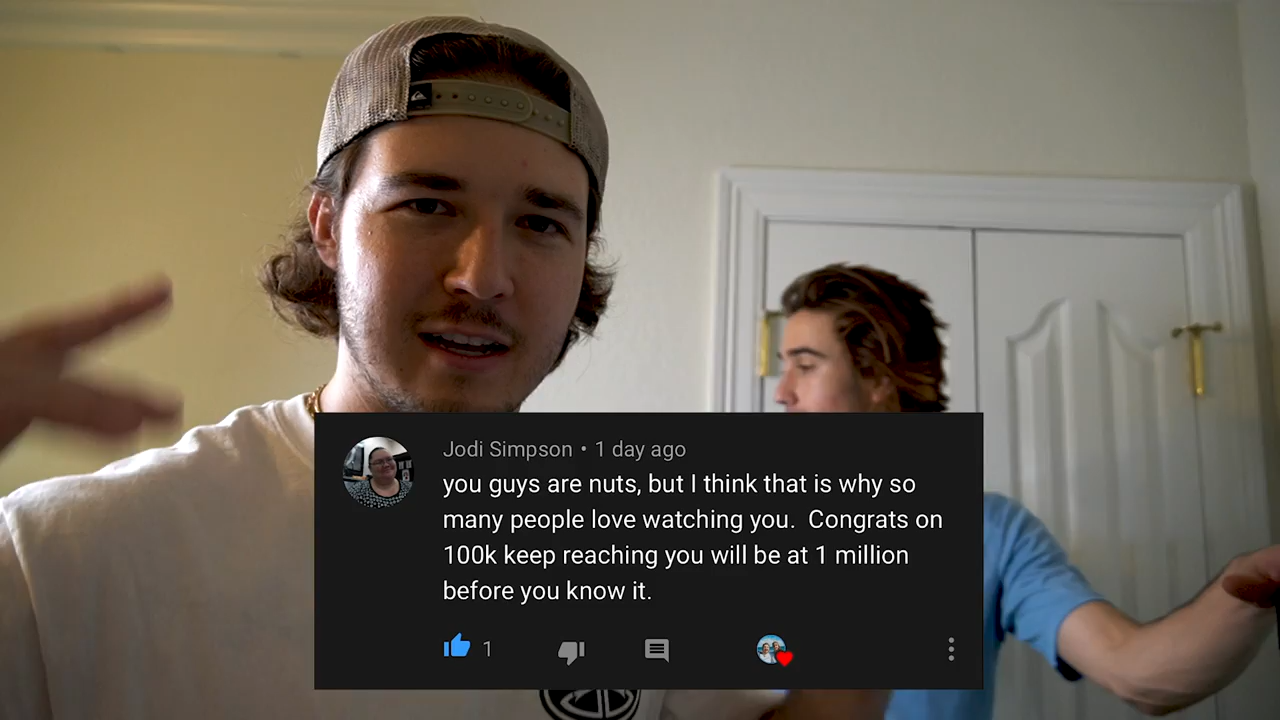 Jodi Simpson • 1 day ago
you guys are nuts, but I think that is why so
many people love watching you.  Congrats on
100k keep reaching you will be at 1 million
before you know it.
1